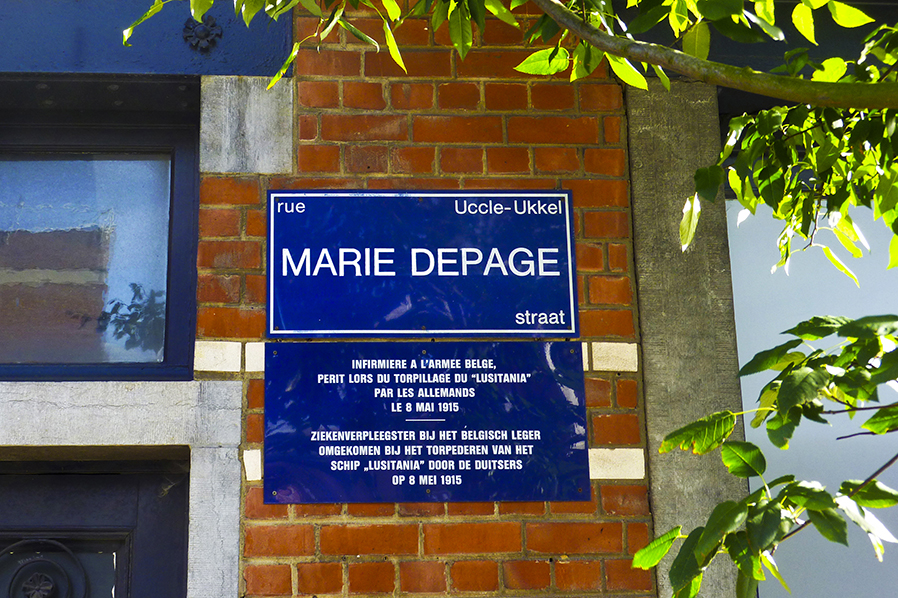 rue Uccle-Ukkel
MARIE DEPAGE
straat
INFIRMIERE A L'ARMEE BELGE,
PERIT LORS DU TORPILLAGE DU "LUSITANIA"
PAR LES ALLEMANDS
LE 8 MAI 1915
ZIEKENVERPLEEGSTER BIJ HET BELGISCH LEGER
OMGEKOMEN BIJ HET TORPEDEREN VAN HET
SCHIP „LUSITANIA” DOOR DE DUITSERS
OP 8 MEI 1915